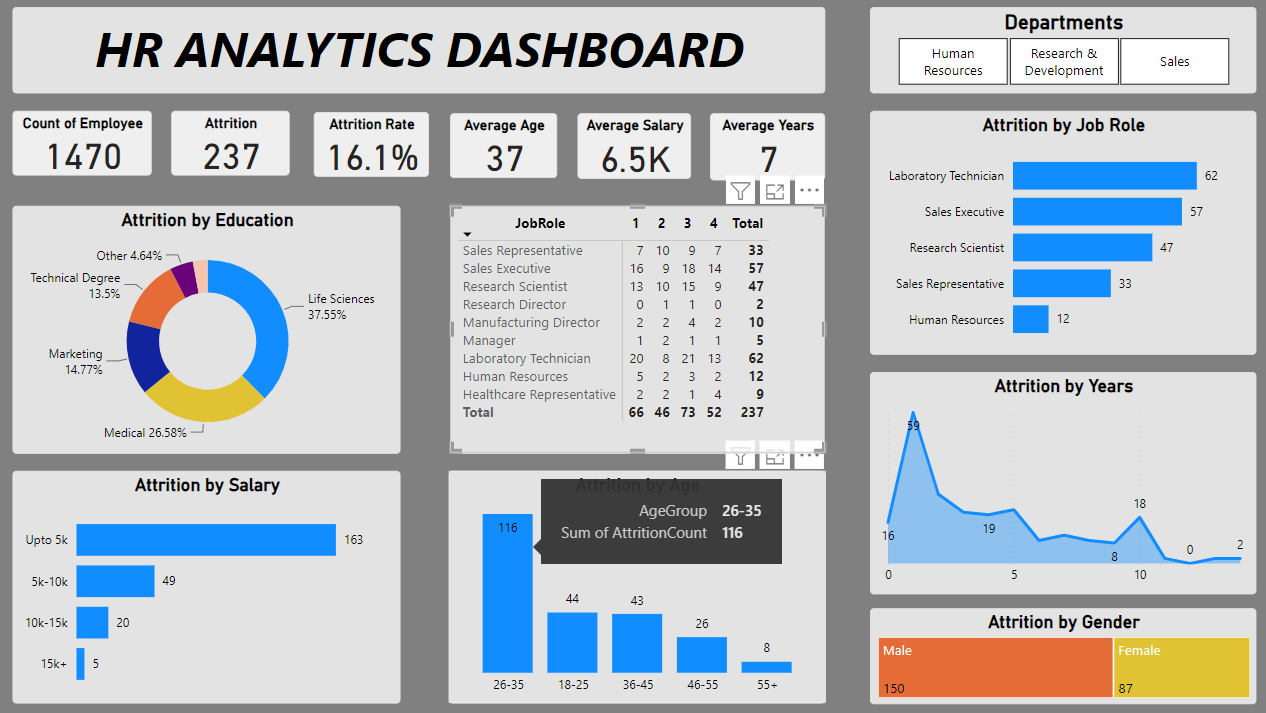 HR ANALYTICS DASHBOARD
Departments
Human
Resources
Research &
Development
Sales
Count of Employee
1470
Attrition
237
Attrition Rate
16.1%
Average Age
37
Average Salary
6.5K
Average Years
7
Attrition by Education
Other 4.64%
Technical Degree
13.5%
Life Sciences
37.55%
Marketing
14.77%
Medical 26.58%
JobRole 1 2 3 4 Total
Sales Representative 7 10 9 7 33
Sales Executive 16 9 18 14 57
Research Scientist 13 10 15 9 47
Research Director 0 1 1 0 2
Manufacturing Director 2 2 4 2 10
Manager 1 2 1 1 5
Laboratory Technician 20 8 21 13 62
Human Resources 5 2 3 2 12
Healthcare Representative 2 2 1 4 9
Total 66 46 73 52 237
Attrition by Job Role
Laboratory Technician 62
Sales Executive 57
Research Scientist 47
Sales Representative 33
Human Resources 12
Attrition by Salary
Upto 5k 163
5k-10k 49
10k-15k 20
15k+ 5
Attrition by Age
AgeGroup 26-35
Sum of AttritionCount 116
116
44
43
26
8
26-35 18-25 36-45 46-55 55+
Attrition by Years
59
16
19
18
8
0
2
0 5 10
Attrition by Gender
Male Female
150 87